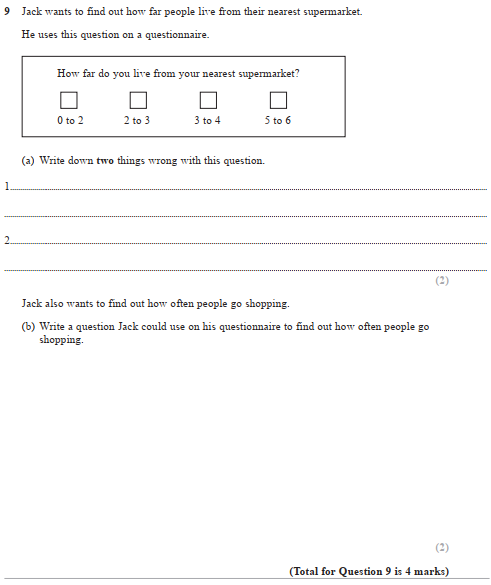 9 Jack wants to find out how far people live from their nearest supermarket.
He uses this question on a questionnaire.
How far do you live from your nearest supermarket?
0 to 2 2 to 3 3 to 4 5 to 6
(a) Write down two things wrong with this question.
1
2
(2)
Jack also wants to find out how often people go shopping.
(b) Write a question Jack could use on his questionnaire to find out how often people go
shopping.
(2)
(Total for Question 9 is 4 marks)